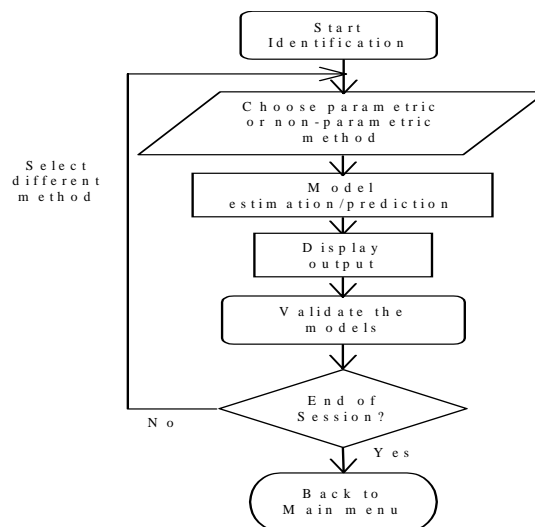 Start
Identification
Choose parametric
or non-parametric
method
Select
different
method
Model
estimation/prediction
Display
output
Validate the
models
End of
Session?
No
Yes
Back to
Main menu